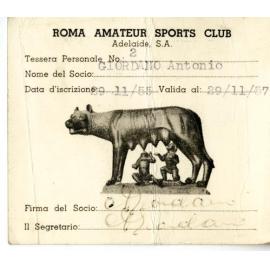 ROMA AMATEUR SPORTS CLUB
Adelaide, S.A.
Tessera Personale No: 2
Nome del Socio: GIORDANO Antonio
Data d'iscrizione 29-11/55 Valida al: 29/11/
Firma del Socio:
Il Segretario: